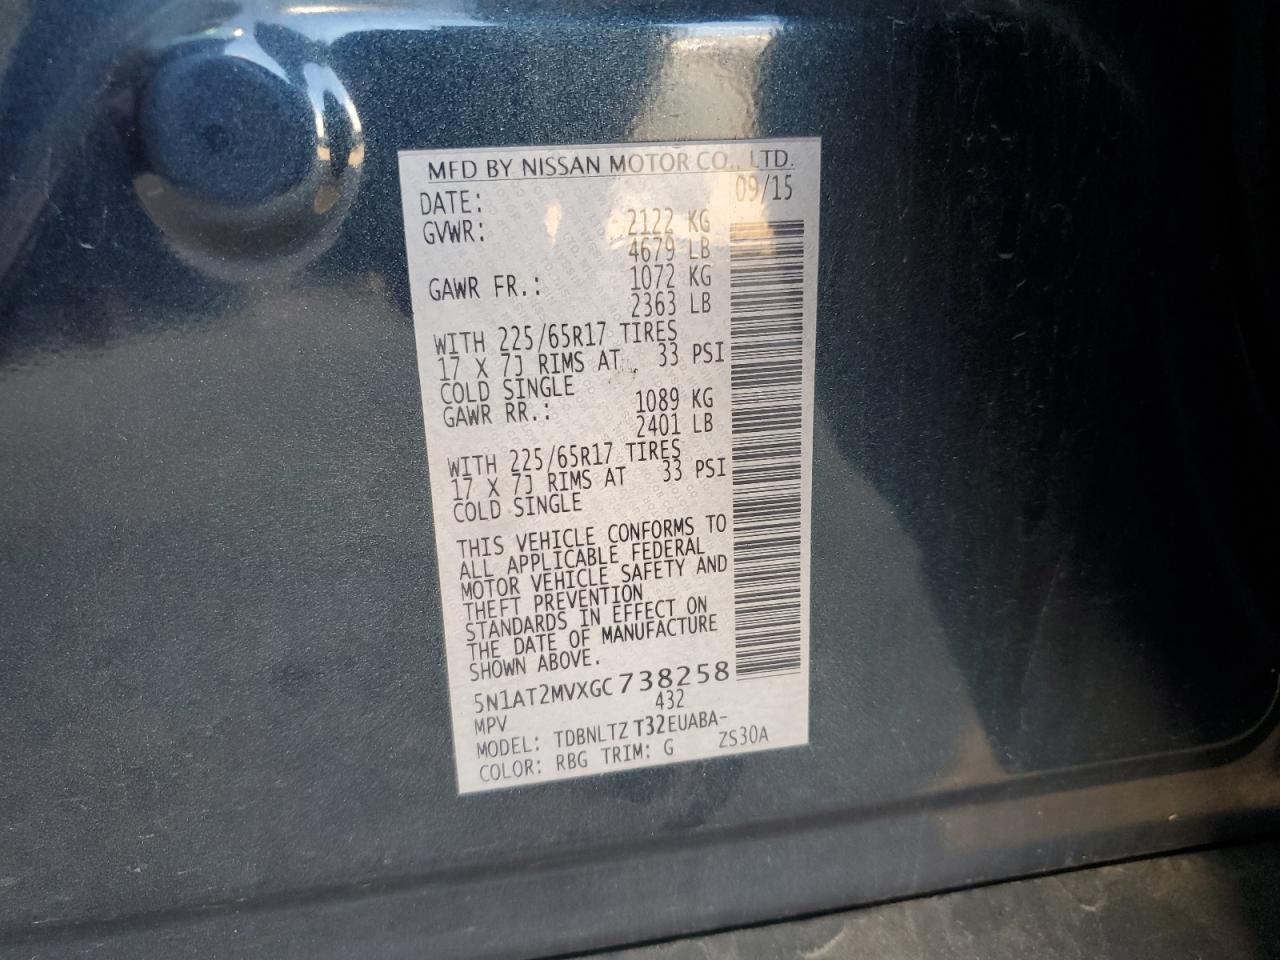 MFD BY NISSAN MOTOR CO., LTD.
DATE: 09/15
GVWR: 2122 KG
4679 LB
GAWR FR.: 1072 KG
2363 LB
WITH 225/65R17 TIRES
17 X 7J RIMS AT 33 PSI
COLD SINGLE
GAWR RR.: 1089 KG
2401 LB
WITH 225/65R17 TIRES
17 X 7J RIMS AT 33 PSI
COLD SINGLE
THIS VEHICLE CONFORMS TO
ALL APPLICABLE FEDERAL
MOTOR VEHICLE SAFETY AND
THEFT PREVENTION
STANDARDS IN EFFECT ON
THE DATE OF MANUFACTURE
SHOWN ABOVE.
5N1AT2MVXGC738258
MPV 432
MODEL: TDBNLTZ T32EUABA-
COLOR: RBG TRIM: G ZS30A